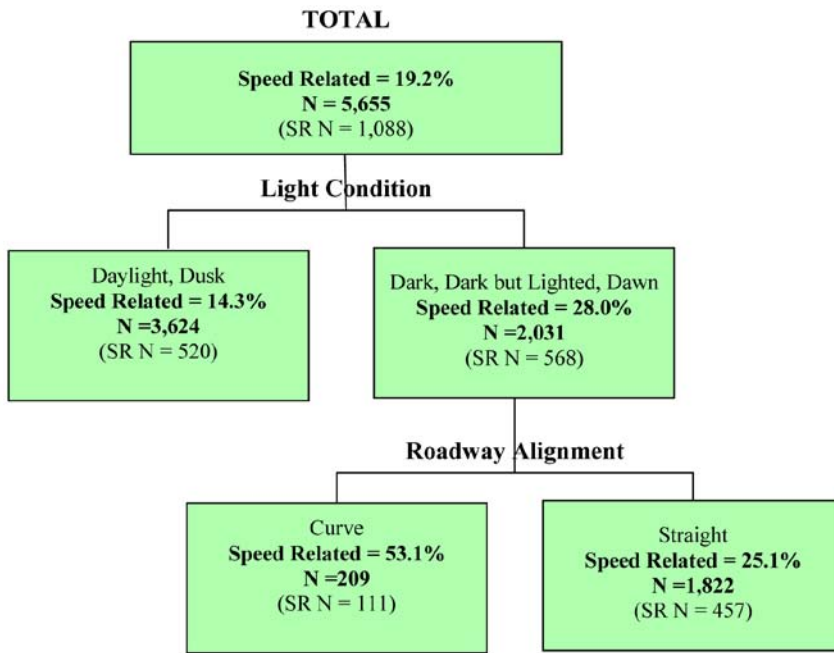 TOTAL
Speed Related = 19.2%
N = 5,655
(SR N = 1,088)
Light Condition
Daylight, Dusk
Speed Related = 14.3%
N =3,624
(SR N = 520)
Dark, Dark but Lighted, Dawn
Speed Related = 28.0%
N =2,031
(SR N = 568)
Roadway Alignment
Curve
Speed Related = 53.1%
N =209
(SR N = 111)
Straight
Speed Related = 25.1%
N =1,822
(SR N = 457)